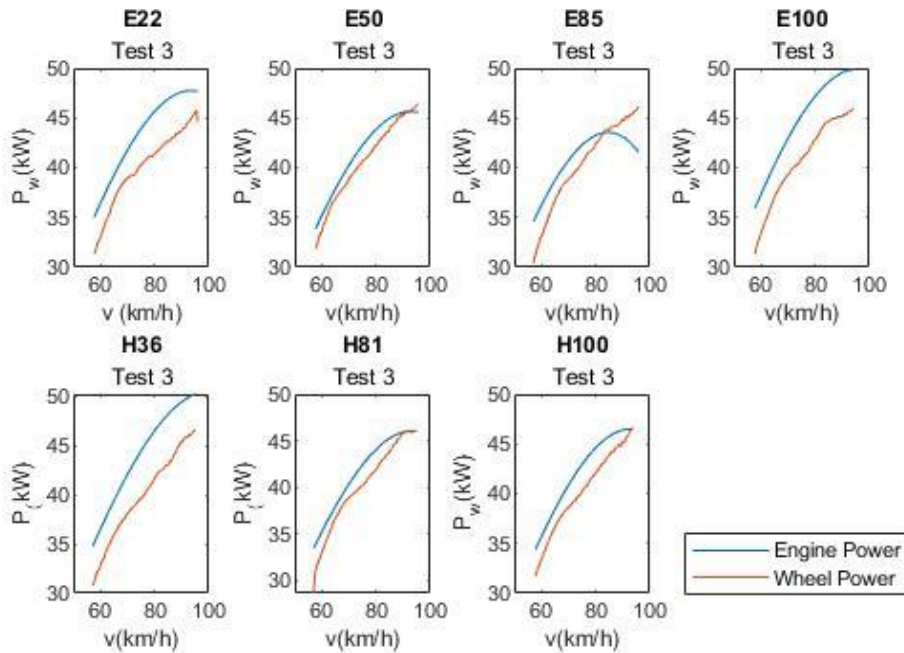 E22 E50 E85 E100
Test 3 Test 3 Test 3 Test 3
50 50 50 50
45 45 45 45
40 40 40 40
35 35 35 35
30 30 30 30
P_w(kW) P_w(kW) P_w(kW) P_w(kW)
60 80 100 60 80 100 60 80 100 60 80 100
v (km/h) v(km/h) v(km/h) v(km/h)
H36 H81 H100
Test 3 Test 3 Test 3
50 50 50
45 45 45
40 40 40
35 35 35
30 30 30
P_(kW) P_(kW) P_w(kW)
60 80 100 60 80 100 60 80 100
v(km/h) v(km/h) v(km/h)
Engine Power
Wheel Power